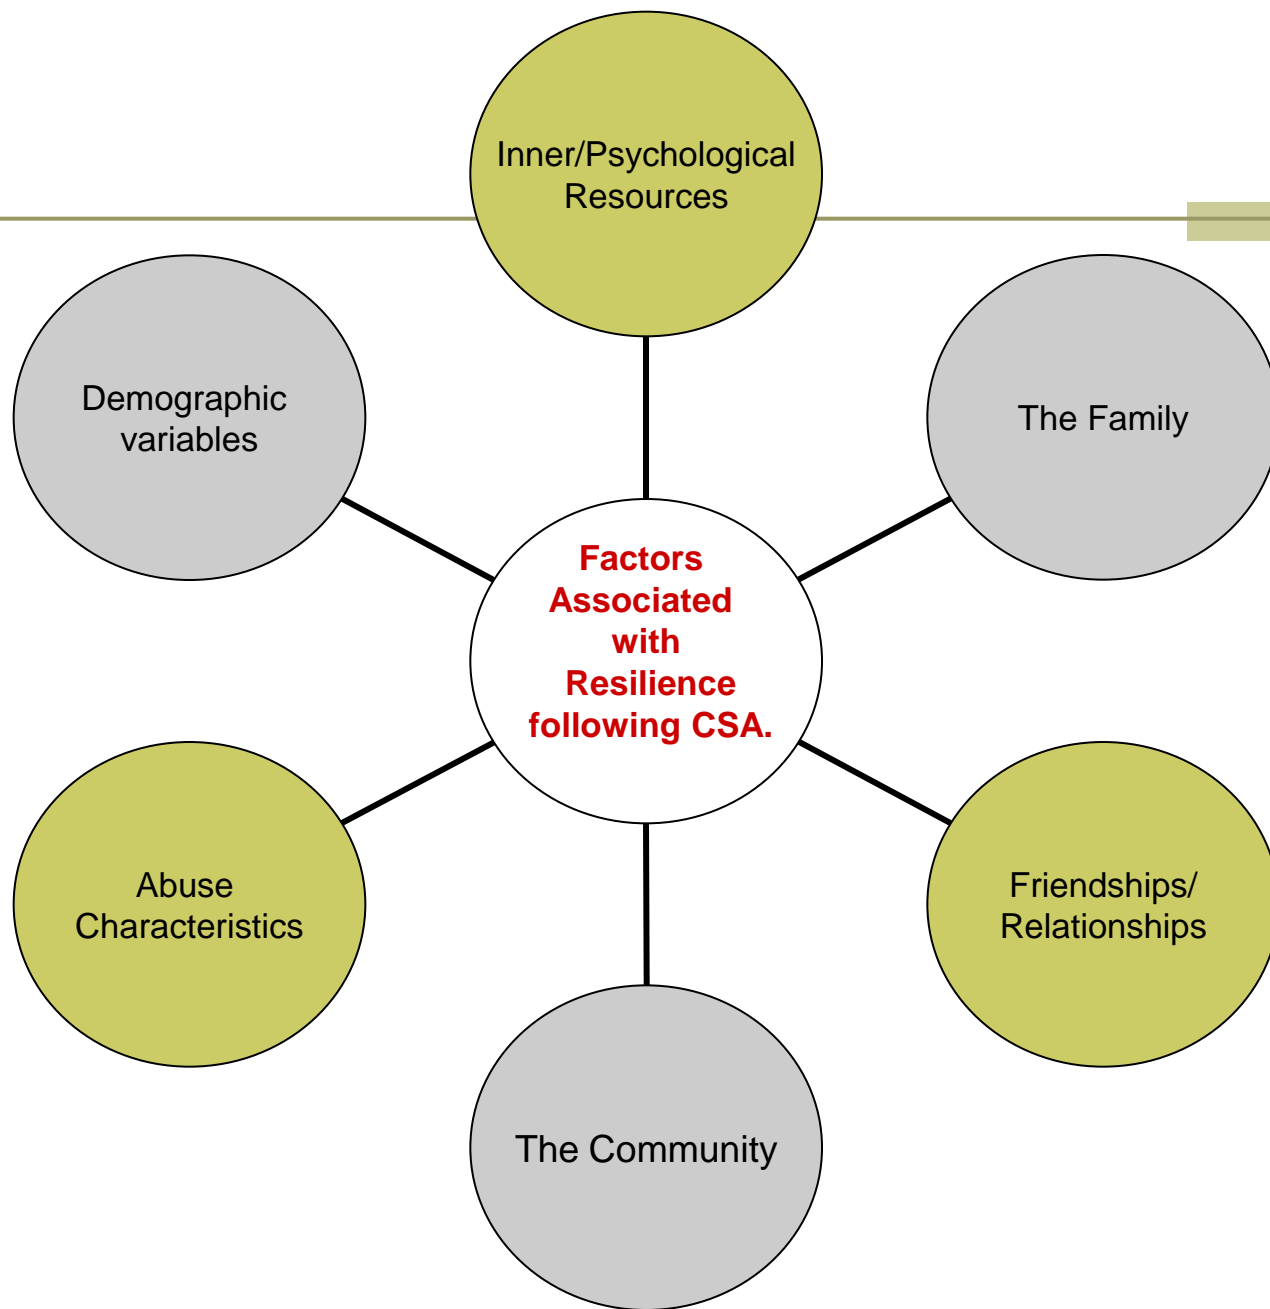 Inner/Psychological
Resources
Demographic
variables
The Family
Factors
Associated
with
Resilience
following CSA.
Abuse
Characteristics
Friendships/
Relationships
The Community